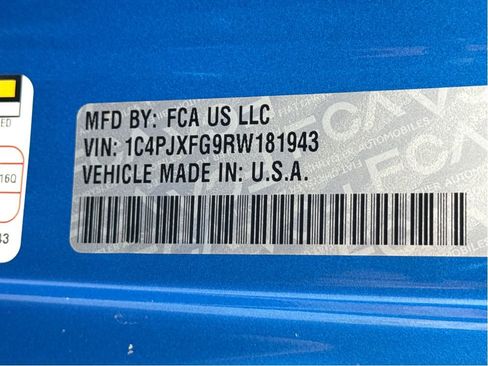 MFD BY: FCA US LLC
VIN: 1C4PJXFG9RW181943
VEHICLE MADE IN: U.S.A.